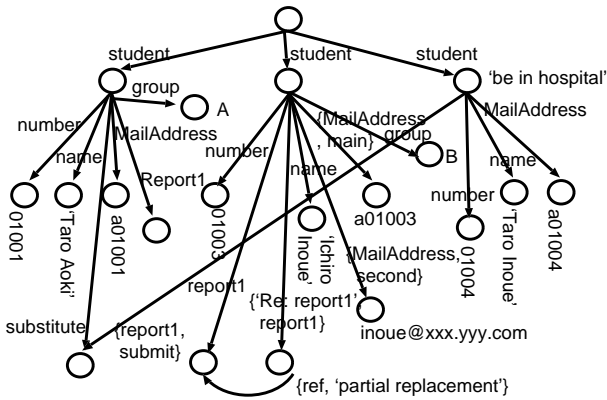 student
student
student
'be in hospital'
group
A
MailAddress
number
name
MailAddress
Report1
number
name
{MailAddress
, main}
group
B
number
name
01001
'Taro Aoki'
a01001
01003
'Ichiro
Inoue'
a01003
01004
'Taro Inoue'
a01004
{MailAddress,
second}
inoue@xxx.yyy.com
substitute
report1
{report1,
submit}
{'Re: report1',
report1}
{ref, 'partial replacement'}